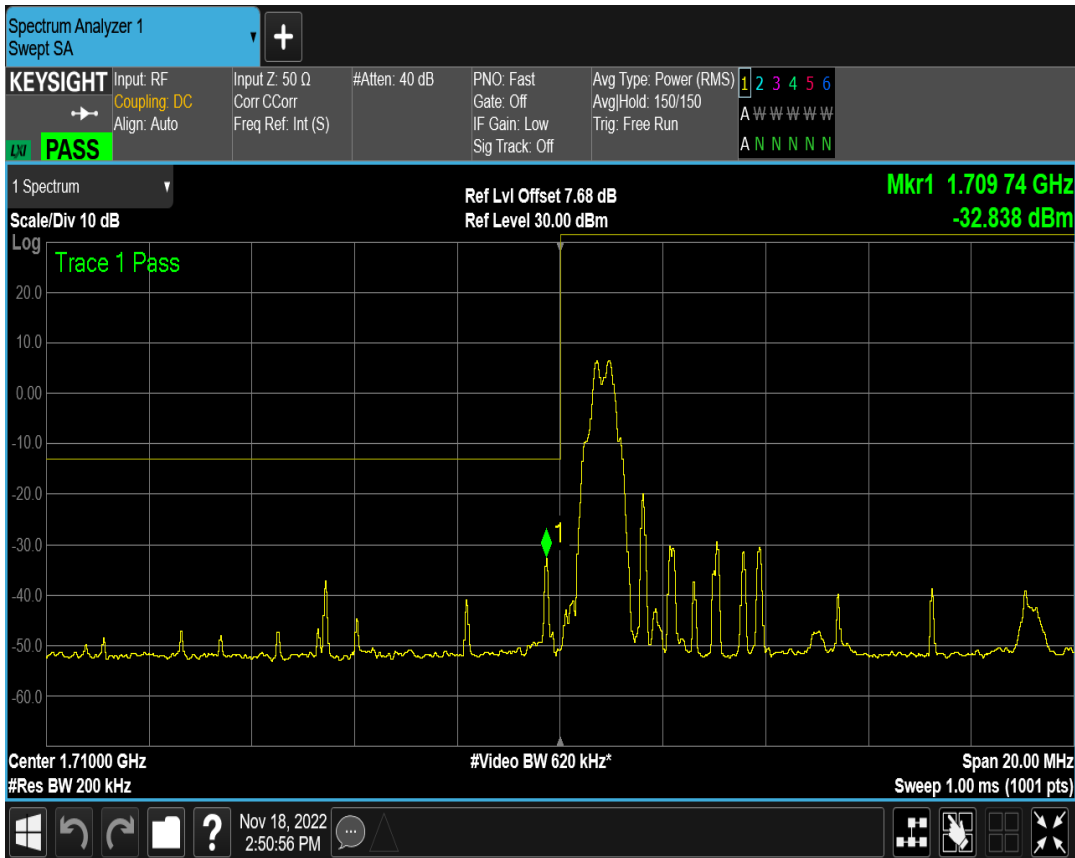 Spectrum Analyzer 1
Swept SA
+
KEYSIGHT
LXI PASS
Input: RF
Coupling: DC
Align: Auto
Input Z: 50 Ω
Corr CCorr
Freq Ref: Int (S)
#Atten: 40 dB
PNO: Fast
Gate: Off
IF Gain: Low
Sig Track: Off
Avg Type: Power (RMS)
Avg|Hold: 150/150
Trig: Free Run
1 2 3 4 5 6
A W W W W W
A N N N N N
1 Spectrum
Scale/Div 10 dB
Ref Lvl Offset 7.68 dB
Ref Level 30.00 dBm
Mkr1 1.709 74 GHz
-32.838 dBm
Log
Trace 1 Pass
20.0
10.0
0.00
-10.0
-20.0
-30.0
-40.0
-50.0
-60.0
1
Center 1.71000 GHz
#Res BW 200 kHz
#Video BW 620 kHz*
Span 20.00 MHz
Sweep 1.00 ms (1001 pts)
?
Nov 18, 2022
2:50:56 PM